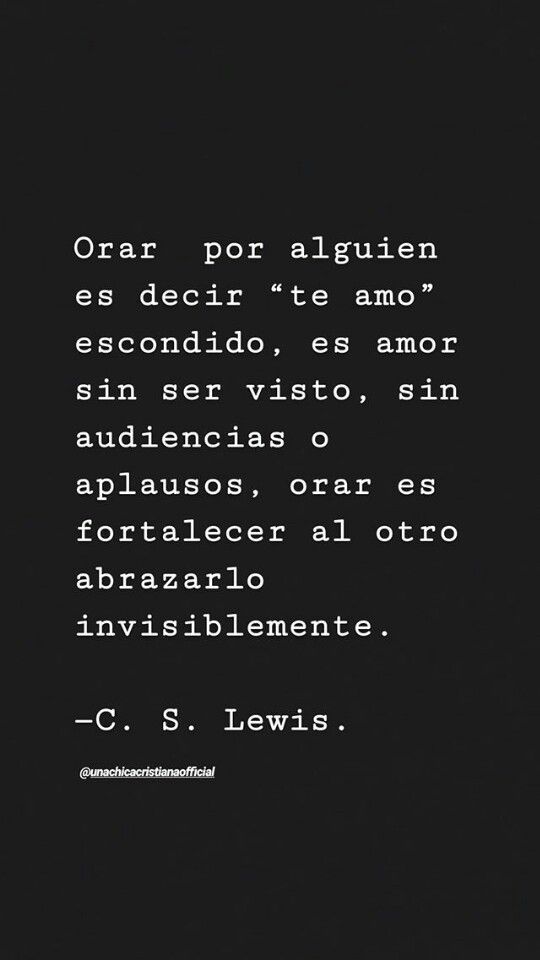 Orar  por alguien
es decir “te amo”
escondido, es amor
sin ser visto, sin
audiencias o
aplausos, orar es
fortalecer al otro
abrazarlo
invisiblemente.
—C. S. Lewis.
@unachicacristianaofficial